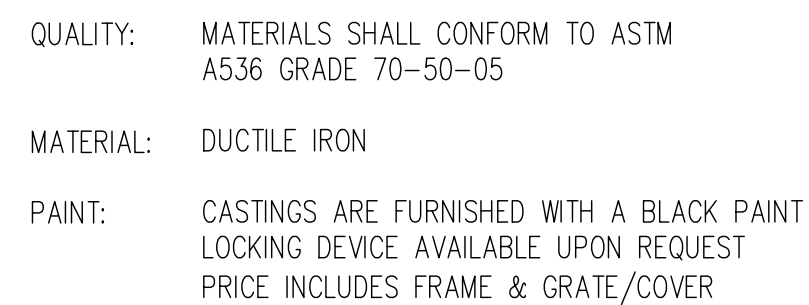 QUALITY: MATERIALS SHALL CONFORM TO ASTM
A536 GRADE 70-50-05
MATERIAL: DUCTILE IRON
PAINT: CASTINGS ARE FURNISHED WITH A BLACK PAINT
LOCKING DEVICE AVAILABLE UPON REQUEST
PRICE INCLUDES FRAME & GRATE/COVER